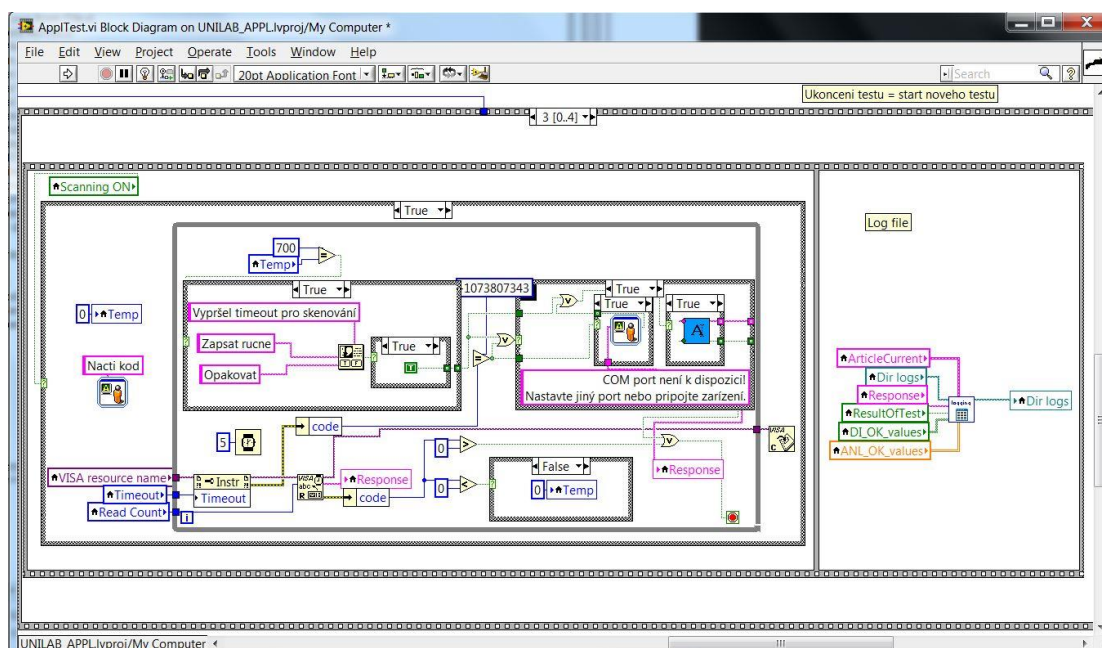 ApplTest.vi Block Diagram on UNILAB_APPL.lvproj/My Computer *
File Edit View Project Operate Tools Window Help
20pt Application Font
Search
Ukonceni testu = start noveho testu
3 [0..4]
Scanning ON
True
Log file
700
Temp
True
-1073807343
True
True
True
Vypršel timeout pro skenování
0 Temp
Zapsat rucne
True
Nacti kod
Opakovat
COM port není k dispozici!
Nastavte jiný port nebo pripojte zarízení.
ArticleCurrent
Dir logs
Response
Dir logs
ResultOfTest
DI_OK_values
ANL_OK_values
code
5
0
False
Response
VISA resource name
Instr
Response
0 Temp
Timeout
Timeout
code
0
Read Count
i
UNILAB_APPL.lvproj/My Computer